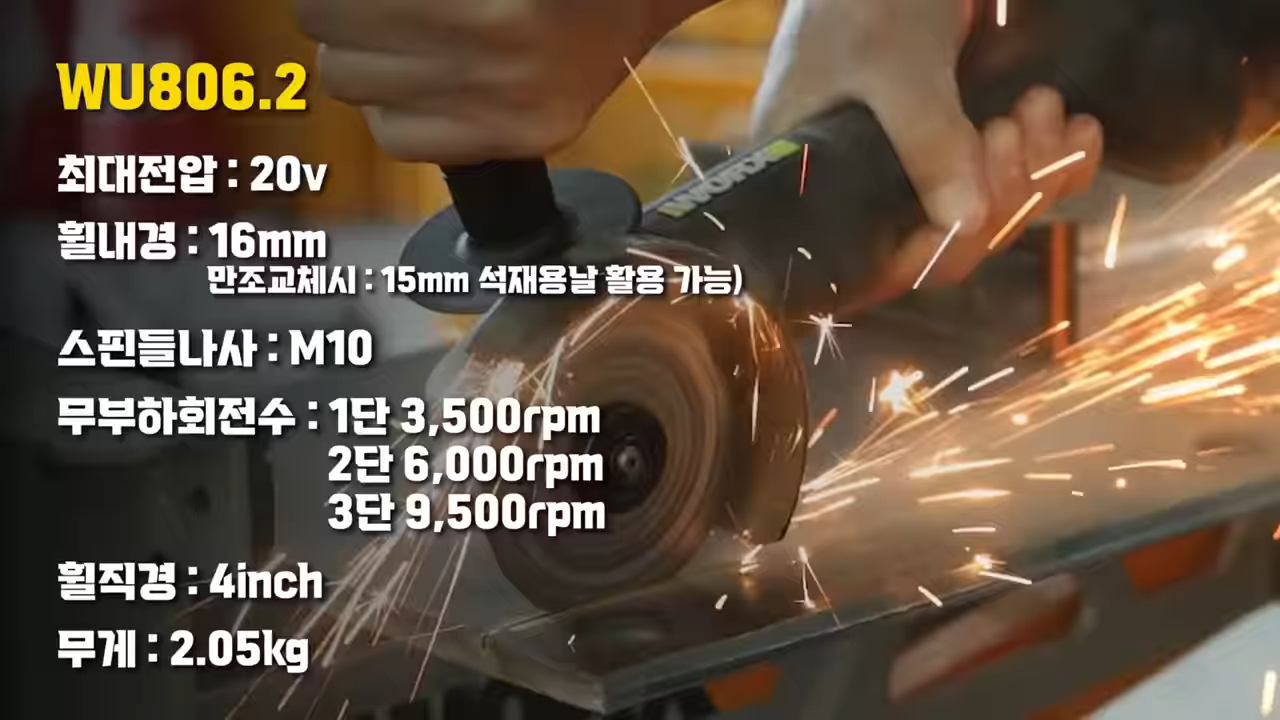 WU806.2
최대전압 : 20v
휠내경 : 16mm
만조교체시 : 15mm 석재용날 활용 가능)
스핀들나사 : M10
무부하회전수 : 1단 3,500rpm
2단 6,000rpm
3단 9,500rpm
휠직경 : 4inch
무게 : 2.05kg
WORX